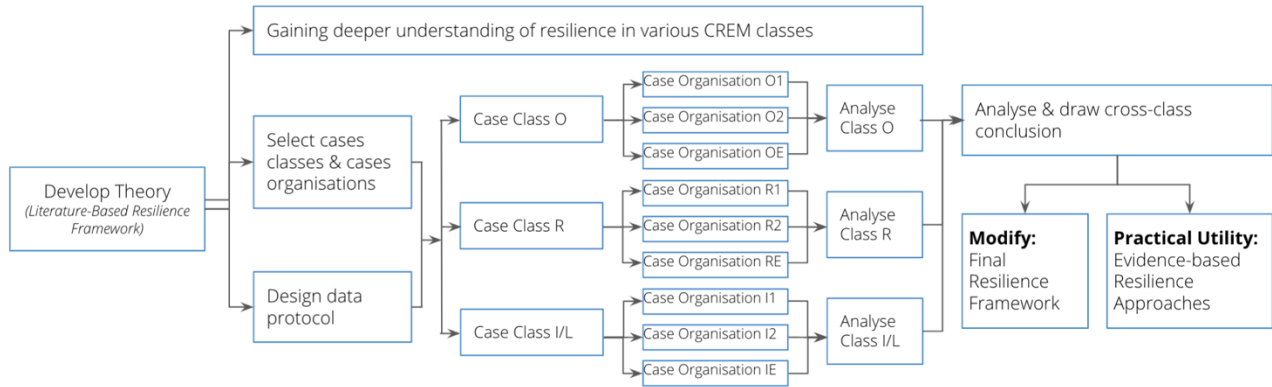 Gaining deeper understanding of resilience in various CREM classes
Develop Theory
(Literature-Based Resilience
Framework)
Select cases
classes & cases
organisations
Design data
protocol
Case Class O
Case Class R
Case Class I/L
Case Organisation O1
Case Organisation O2
Case Organisation OE
Case Organisation R1
Case Organisation R2
Case Organisation RE
Case Organisation I1
Case Organisation I2
Case Organisation IE
Analyse
Class O
Analyse
Class R
Analyse
Class I/L
Analyse & draw cross-class
conclusion
Modify:
Final
Resilience
Framework
Practical Utility:
Evidence-based
Resilience
Approaches